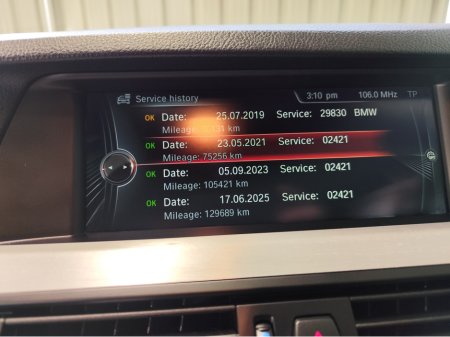 Service history 3:10 pm 106.0 MHz TP
OK Date: 25.07.2019 Service: 29830 BMW
Mileage: km
OK Date: 23.05.2021 Service: 02421
Mileage: 75256 km
OK Date: 05.09.2023 Service: 02421
Mileage: 105421 km
OK Date: 17.06.2025 Service: 02421
Mileage: 129689 km